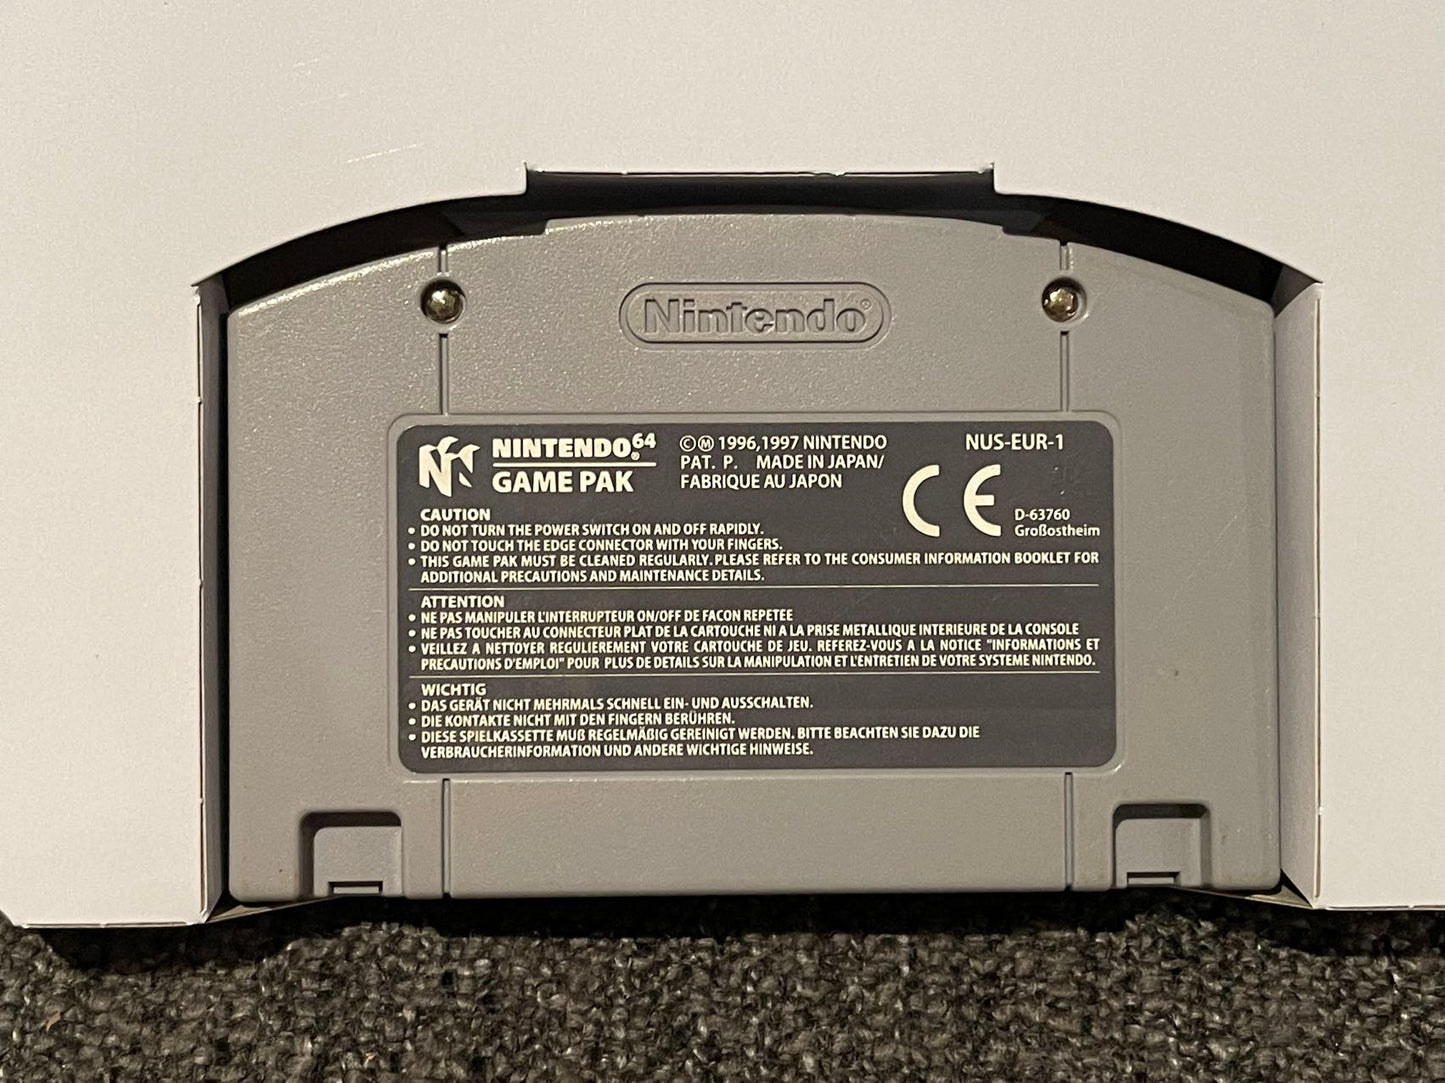 Nintendo®
NINTENDO®64
GAME PAK
©Ⓜ 1996,1997 NINTENDO
PAT. P. MADE IN JAPAN/
FABRIQUE AU JAPON
NUS-EUR-1
CE
D-63760
Großostheim
CAUTION
• DO NOT TURN THE POWER SWITCH ON AND OFF RAPIDLY.
• DO NOT TOUCH THE EDGE CONNECTOR WITH YOUR FINGERS.
• THIS GAME PAK MUST BE CLEANED REGULARLY. PLEASE REFER TO THE CONSUMER INFORMATION BOOKLET FOR
ADDITIONAL PRECAUTIONS AND MAINTENANCE DETAILS.
ATTENTION
• NE PAS MANIPULER L'INTERRUPTEUR ON/OFF DE FACON REPETEE
• NE PAS TOUCHER AU CONNECTEUR PLAT DE LA CARTOUCHE NI A LA PRISE METALLIQUE INTERIEURE DE LA CONSOLE
• VEILLEZ A NETTOYER REGULIEREMENT VOTRE CARTOUCHE DE JEU. REFEREZ-VOUS A LA NOTICE "INFORMATIONS ET
PRECAUTIONS D'EMPLOI" POUR PLUS DE DETAILS SUR LA MANIPULATION ET L'ENTRETIEN DE VOTRE SYSTEME NINTENDO.
WICHTIG
• DAS GERÄT NICHT MEHRMALS SCHNELL EIN- UND AUSSCHALTEN.
• DIE KONTAKTE NICHT MIT DEN FINGERN BERÜHREN.
• DIESE SPIELKASSETTE MUß REGELMÄßIG GEREINIGT WERDEN. BITTE BEACHTEN SIE DAZU DIE
VERBRAUCHERINFORMATION UND ANDERE WICHTIGE HINWEISE.